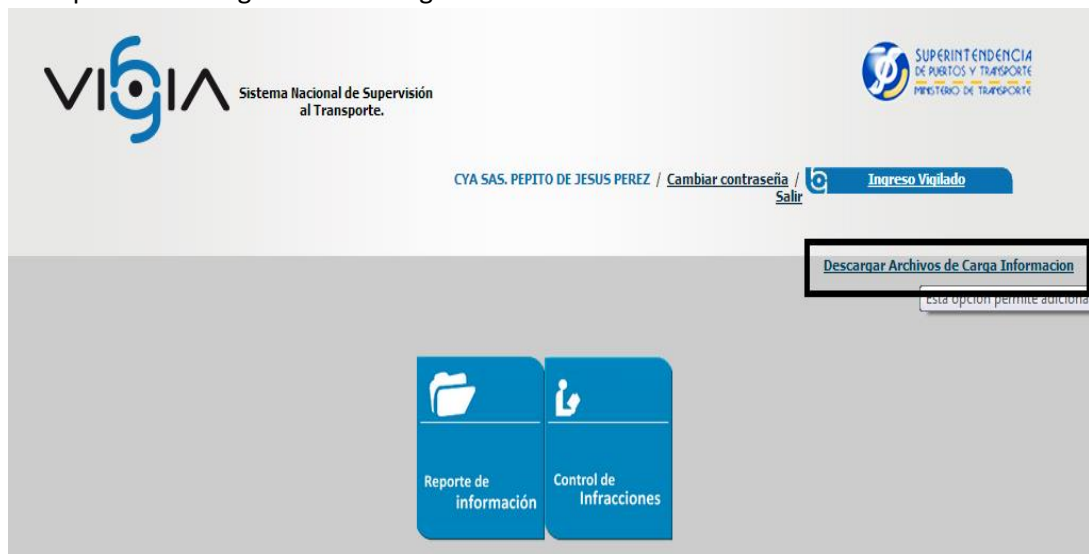 VIGIA
Sistema Nacional de Supervisión
al Transporte.
SUPERINTENDENCIA
DE PUERTOS Y TRANSPORTE
MINISTERIO DE TRANSPORTE
CYA SAS. PEPITO DE JESUS PEREZ / Cambiar contraseña /
Salir
Ingreso Vigilado
Descargar Archivos de Carga Informacion
Esta opción permite adiciona
Reporte de
información
Control de
Infracciones